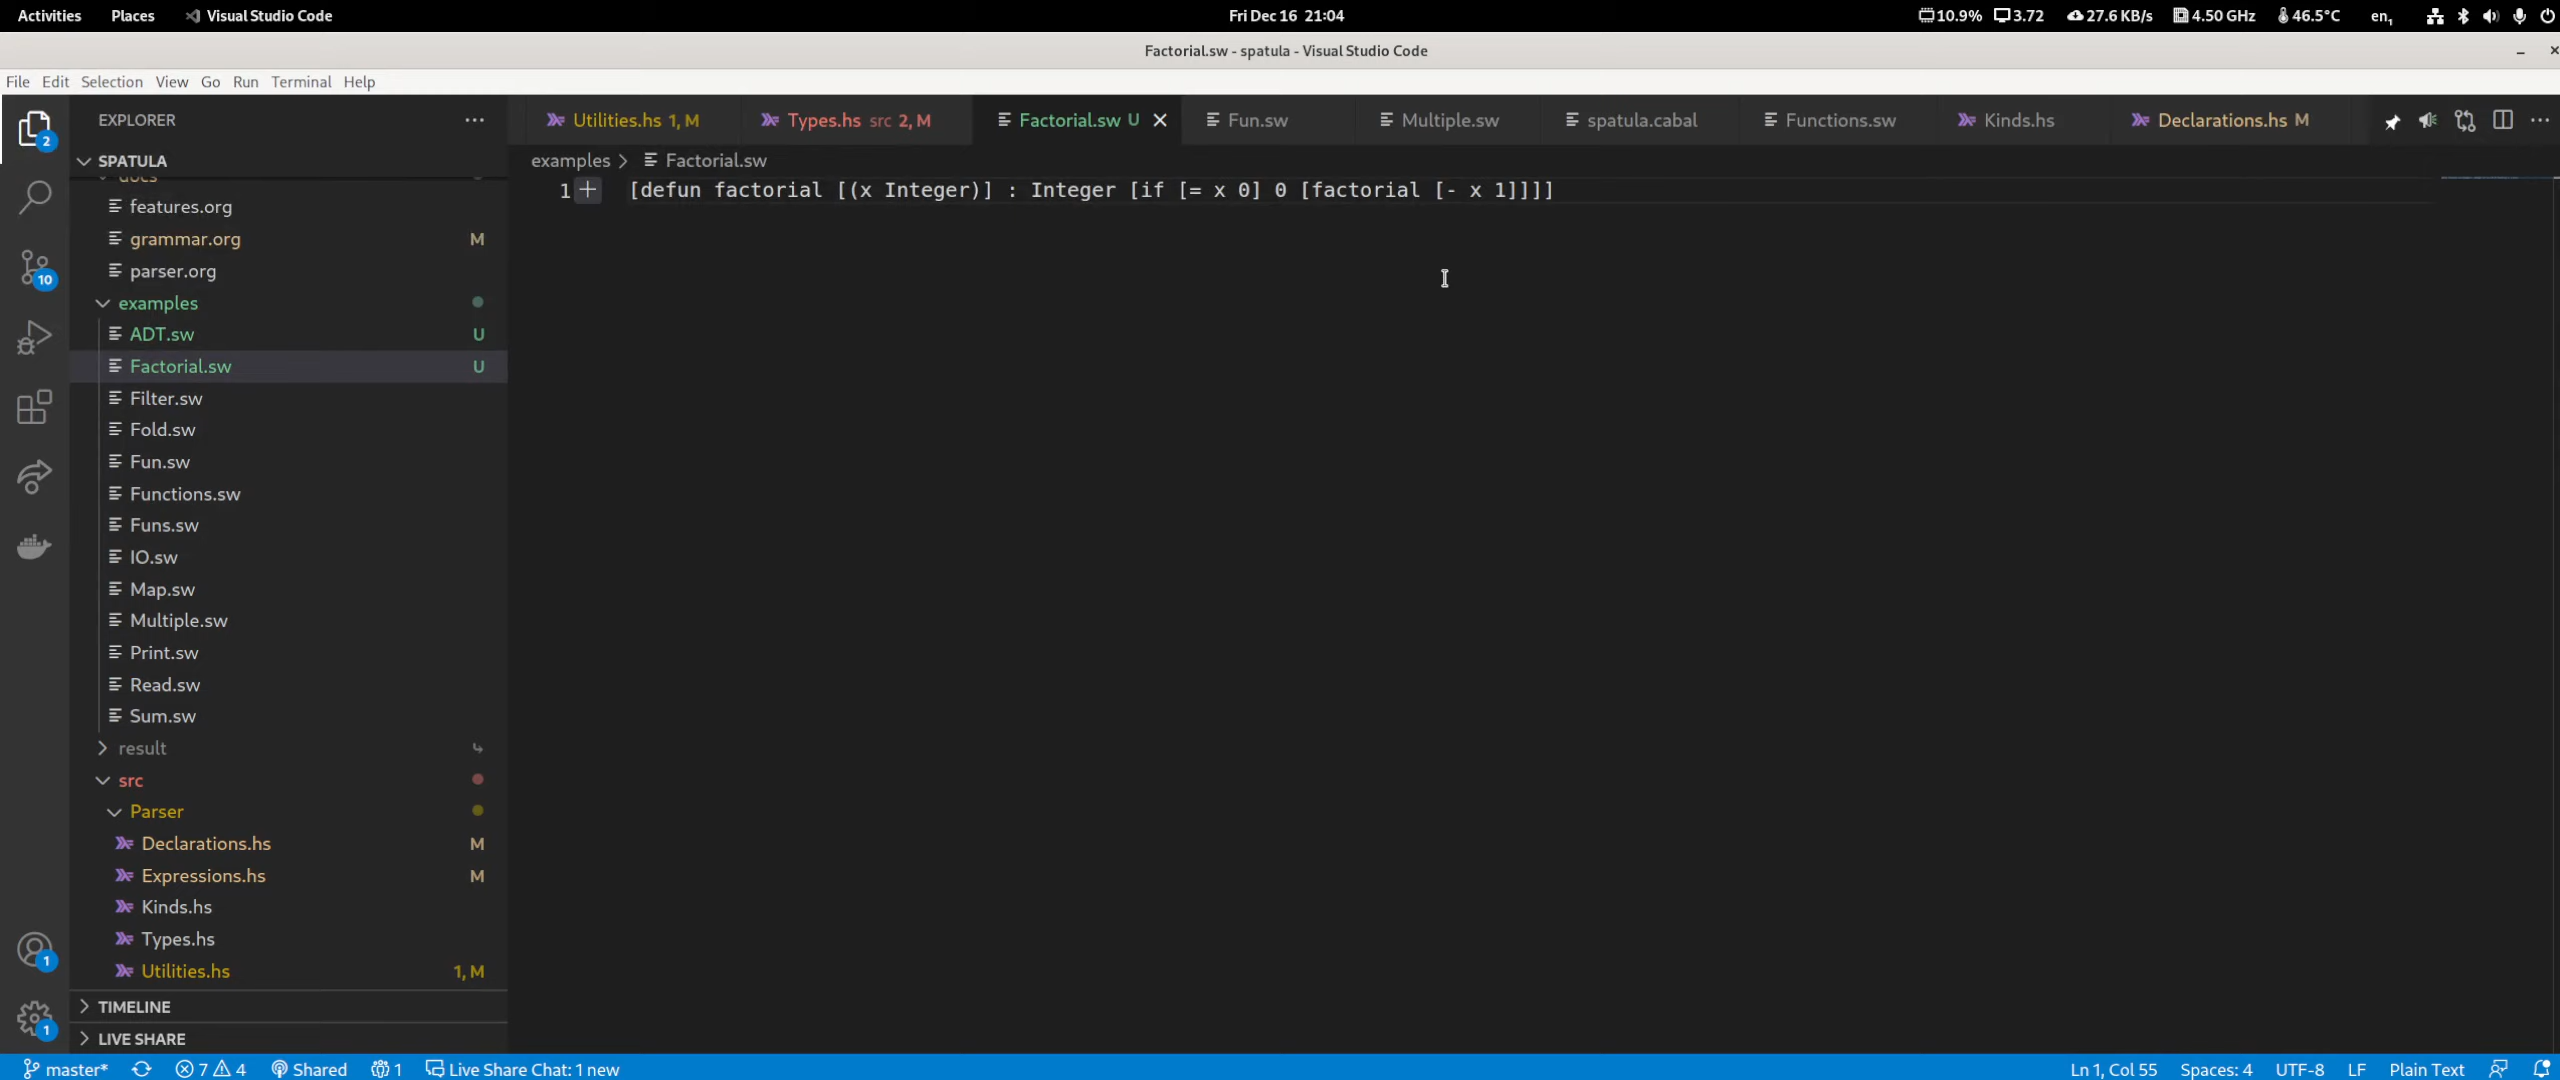 Activities Places Visual Studio Code Fri Dec 16 21:04 10.9% 3.72 27.6 KB/s 4.50 GHz 46.5°C en1
Factorial.sw - spatula - Visual Studio Code
File Edit Selection View Go Run Terminal Help
EXPLORER Utilities.hs 1, M Types.hs src 2, M Factorial.sw U Fun.sw Multiple.sw spatula.cabal Functions.sw Kinds.hs Declarations.hs M
SPATULA examples > Factorial.sw
docs
1 [defun factorial [(x Integer)] : Integer [if [= x 0] 0 [factorial [- x 1]]]]
features.org
grammar.org M
parser.org
examples
ADT.sw U
Factorial.sw U
Filter.sw
Fold.sw
Fun.sw
Functions.sw
Funs.sw
IO.sw
Map.sw
Multiple.sw
Print.sw
Read.sw
Sum.sw
result
src
Parser
Declarations.hs M
Expressions.hs M
Kinds.hs
Types.hs
Utilities.hs 1, M
TIMELINE
LIVE SHARE
2
10
1
1
master* 7 4 Shared 1 Live Share Chat: 1 new Ln 1, Col 55 Spaces: 4 UTF-8 LF Plain Text